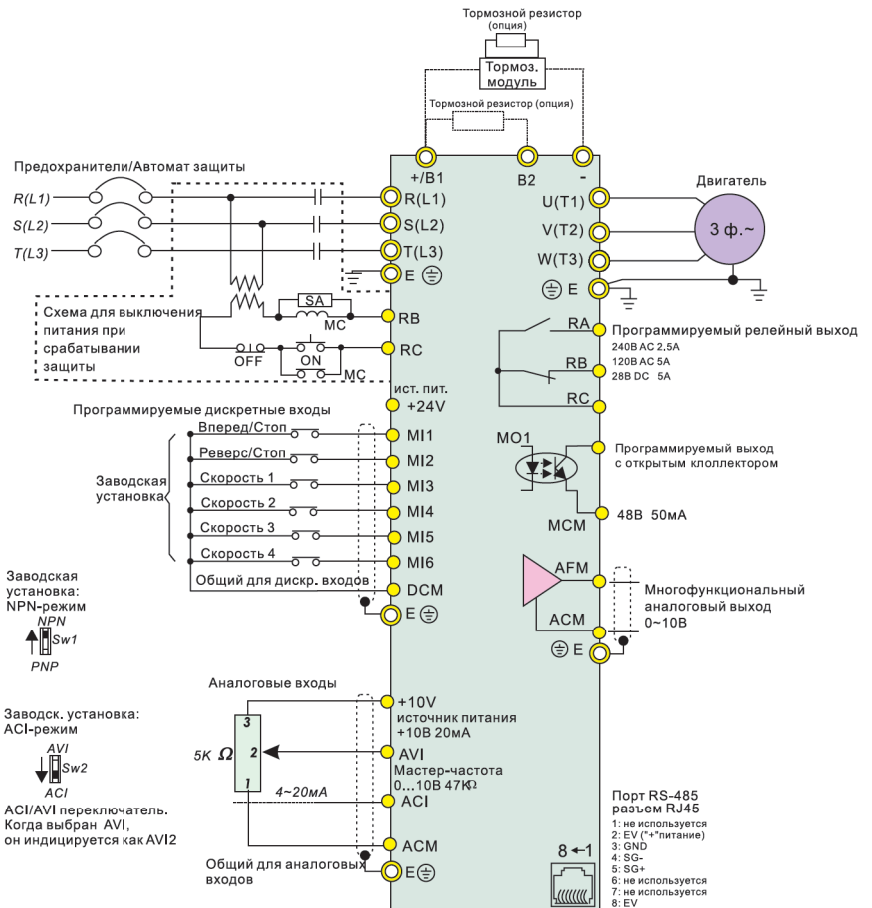 Тормозной резистор
(опция)
Тормоз.
модуль
Тормозной резистор (опция)
+/B1
B2
-
Предохранители/Автомат защиты
R(L1)
S(L2)
T(L3)
R(L1)
S(L2)
T(L3)
E
Двигатель
U(T1)
V(T2)
W(T3)
3 ф.~
E
Схема для выключения
питания при
срабатывании
защиты
SA
MC
OFF
ON
MC
RB
RC
RA
RB
RC
Программируемый релейный выход
240В AC 2,5A
120В AC 5A
28В DC 5A
ист. пит.
+24V
Программируемые дискретные входы
Вперед/Стоп
Реверс/Стоп
Скорость 1
Скорость 2
Скорость 3
Скорость 4
Общий для дискр. входов
Заводская
установка
MI1
MI2
MI3
MI4
MI5
MI6
DCM
E
MO1
MCM
Программируемый выход
с открытым клоллектором
48В 50мА
AFM
ACM
E
Многофункциональный
аналоговый выход
0~10В
Заводская
установка:
NPN-режим
NPN
Sw1
PNP
Заводск. установка:
ACI-режим
AVI
Sw2
ACI
ACI/AVI переключатель.
Когда выбран AVI,
он индицируется как AVI2
Аналоговые входы
3
2
1
5K Ω
4~20мА
+10V
источник питания
+10В 20мА
AVI
Мастер-частота
0...10В 47KΩ
ACI
ACM
Общий для аналоговых
входов
E
8←1
Порт RS-485
разъем RJ45
1: не используется
2: EV ("+"питание)
3: GND
4: SG-
5: SG+
6: не используется
7: не используется
8: EV